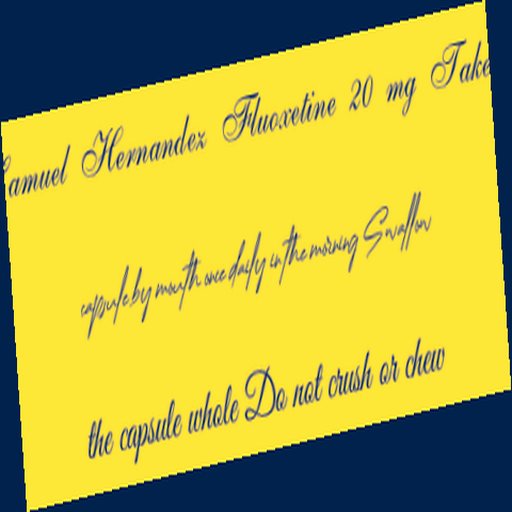 Samuel Hernandez Fluoxetine 20 mg Take
capsule by mouth once daily in the morning Swallow
the capsule whole Do not crush or chew